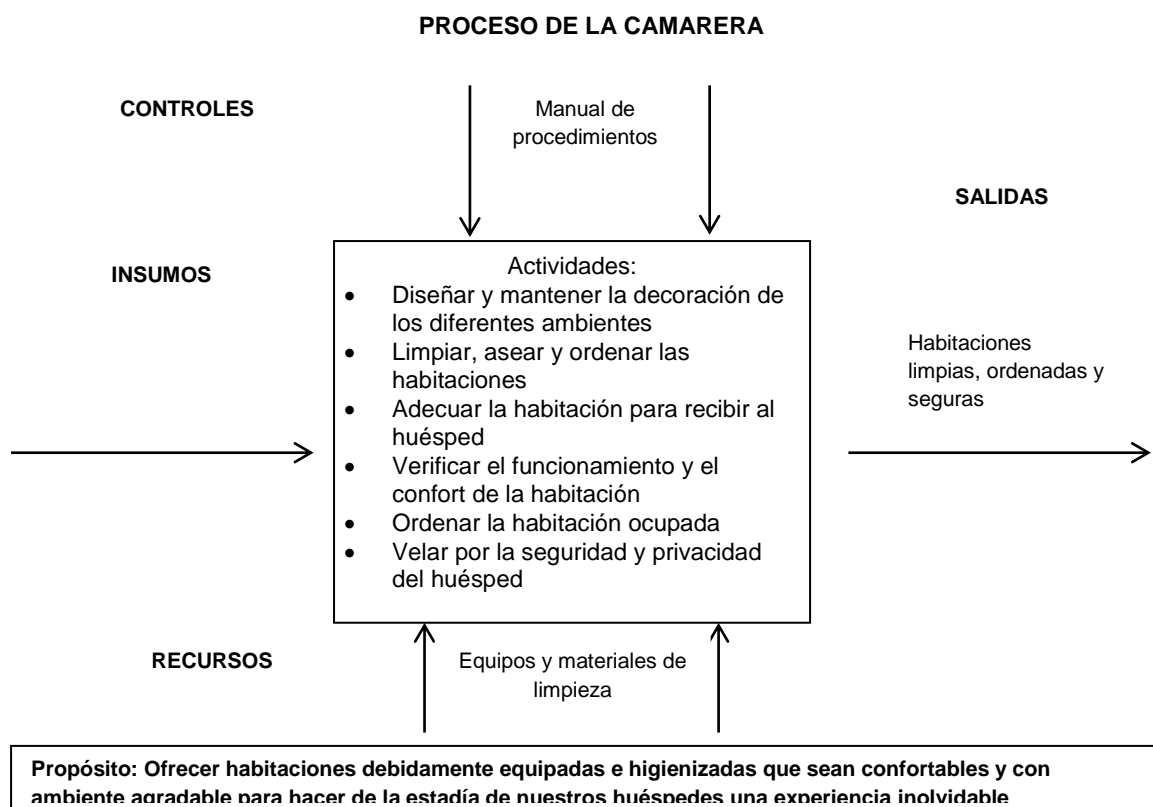 PROCESO DE LA CAMARERA
CONTROLES
Manual de
procedimientos
SALIDAS
INSUMOS
Actividades:
• Diseñar y mantener la decoración de
los diferentes ambientes
• Limpiar, asear y ordenar las
habitaciones
• Adecuar la habitación para recibir al
huésped
• Verificar el funcionamiento y el
confort de la habitación
• Ordenar la habitación ocupada
• Velar por la seguridad y privacidad
del huésped
Habitaciones
limpias, ordenadas y
seguras
RECURSOS
Equipos y materiales de
limpieza
Propósito: Ofrecer habitaciones debidamente equipadas e higienizadas que sean confortables y con
ambiente agradable para hacer de la estadía de nuestros huéspedes una experiencia inolvidable